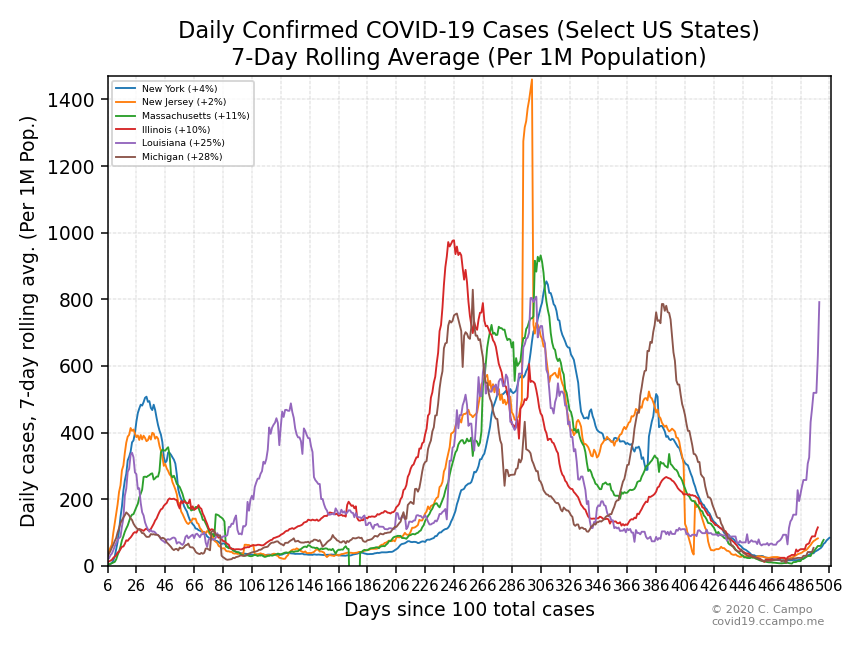 Daily Confirmed COVID-19 Cases (Select US States)
7-Day Rolling Average (Per 1M Population)
Daily cases, 7-day rolling avg. (Per 1M Pop.)
1400
1200
1000
800
600
400
200
0
New York (+4%)
New Jersey (+2%)
Massachusetts (+11%)
Illinois (+10%)
Louisiana (+25%)
Michigan (+28%)
6 26 46 66 86 106 126 146 166 186 206 226 246 266 286 306 326 346 366 386 406 426 446 466 486 506
Days since 100 total cases
© 2020 C. Campo
covid19.ccampo.me